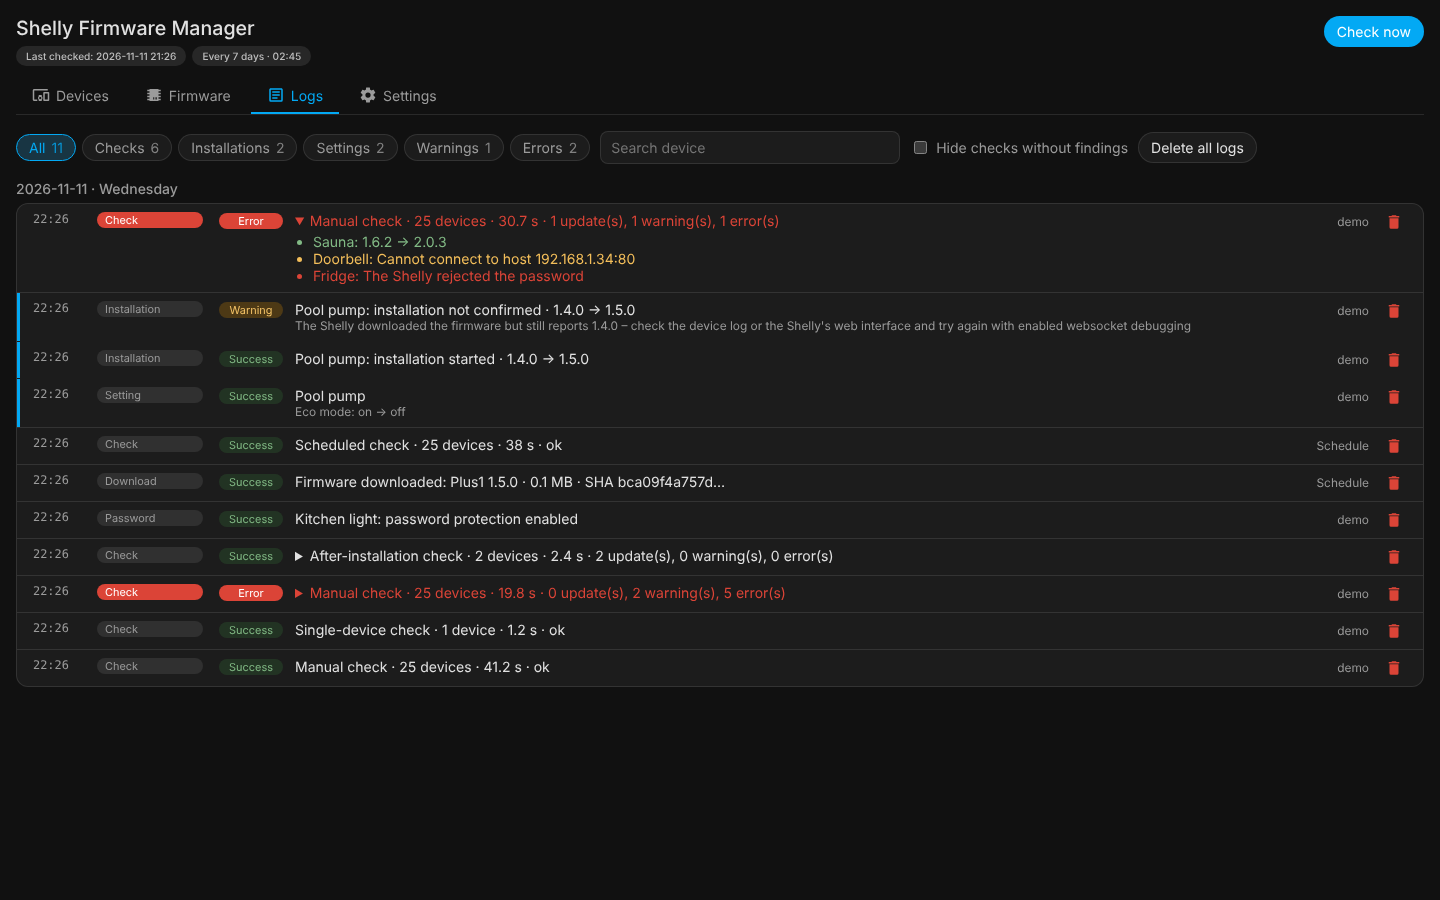 Shelly Firmware Manager
Check now
Last checked: 2026-11-11 21:26
Every 7 days · 02:45
Devices
Firmware
Logs
Settings
All 11
Checks 6
Installations 2
Settings 2
Warnings 1
Errors 2
Search device
Hide checks without findings
Delete all logs
2026-11-11 · Wednesday
22:26 Check Error Manual check · 25 devices · 30.7 s · 1 update(s), 1 warning(s), 1 error(s) demo
Sauna: 1.6.2 → 2.0.3
Doorbell: Cannot connect to host 192.168.1.34:80
Fridge: The Shelly rejected the password
22:26 Installation Warning Pool pump: installation not confirmed · 1.4.0 → 1.5.0 demo
The Shelly downloaded the firmware but still reports 1.4.0 – check the device log or the Shelly's web interface and try again with enabled websocket debugging
22:26 Installation Success Pool pump: installation started · 1.4.0 → 1.5.0 demo
22:26 Setting Success Pool pump demo
Eco mode: on → off
22:26 Check Success Scheduled check · 25 devices · 38 s · ok Schedule
22:26 Download Success Firmware downloaded: Plus1 1.5.0 · 0.1 MB · SHA bca09f4a757d... Schedule
22:26 Password Success Kitchen light: password protection enabled demo
22:26 Check Success After-installation check · 2 devices · 2.4 s · 2 update(s), 0 warning(s), 0 error(s)
22:26 Check Error Manual check · 25 devices · 19.8 s · 0 update(s), 2 warning(s), 5 error(s) demo
22:26 Check Success Single-device check · 1 device · 1.2 s · ok demo
22:26 Check Success Manual check · 25 devices · 41.2 s · ok demo